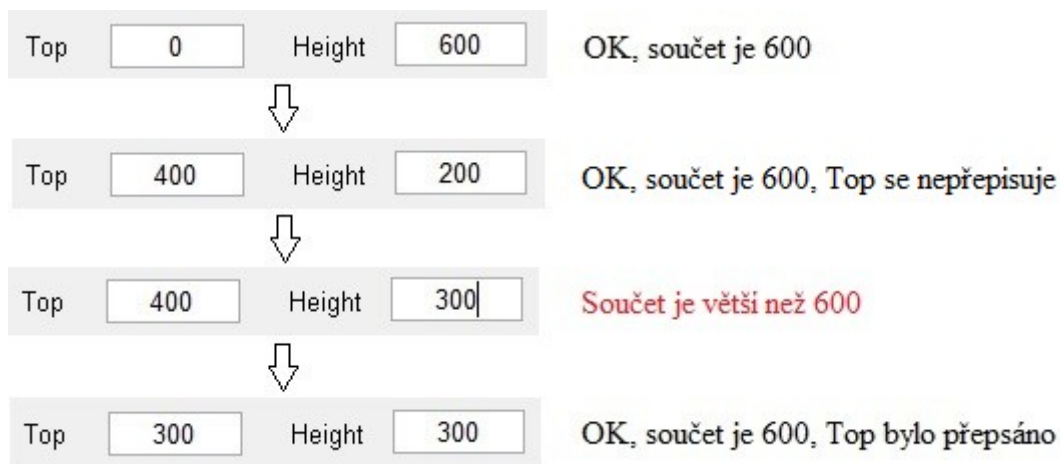 Top 0 Height 600 OK, součet je 600
Top 400 Height 200 OK, součet je 600, Top se nepřepisuje
Top 400 Height 300 Součet je větší než 600
Top 300 Height 300 OK, součet je 600, Top bylo přepsáno